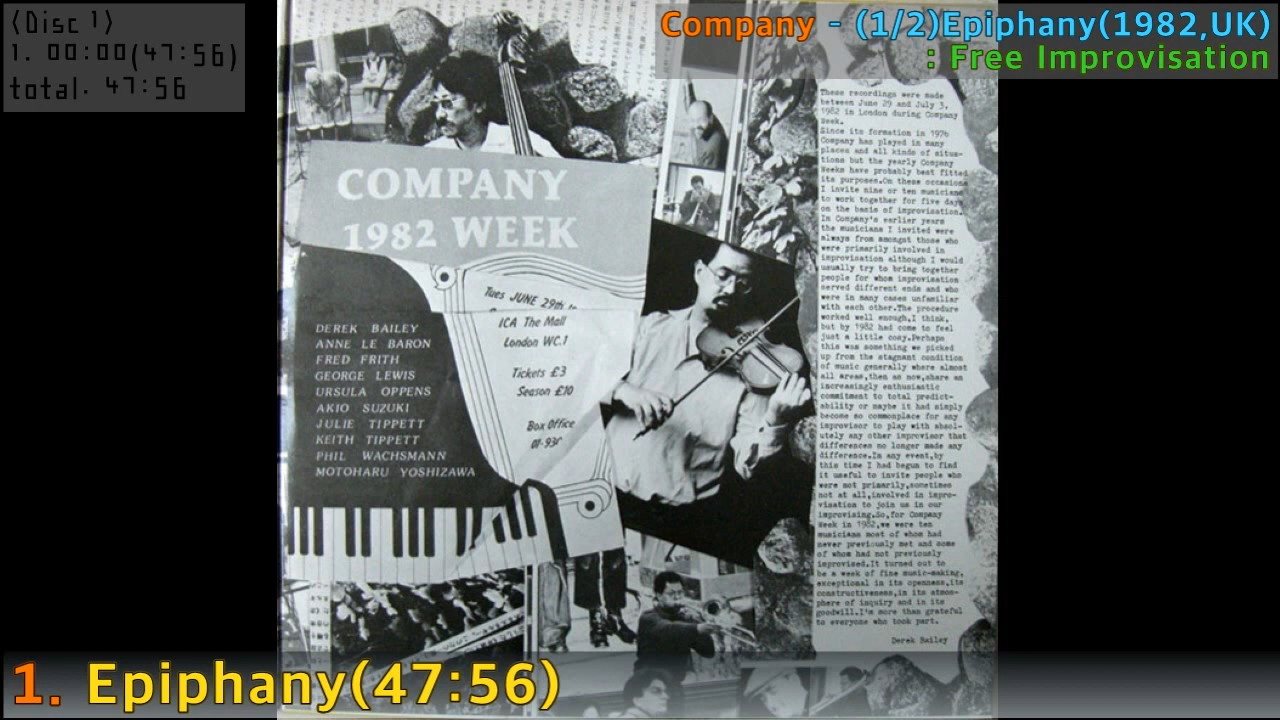 (Disc 1)
1. 00:00(47:56)
total. 47:56
Company - (1/2)Epiphany(1982,UK)
: Free Improvisation
COMPANY
1982 WEEK
Tues JUNE 29th to
ICA The Mall
London WC.1
Tickets £3
Season £10
Box Office
01-930
DEREK BAILEY
ANNE LE BARON
FRED FRITH
GEORGE LEWIS
URSULA OPPENS
AKIO SUZUKI
JULIE TIPPETT
KEITH TIPPETT
PHIL WACHSMANN
MOTOHARU YOSHIZAWA
These recordings were made
between June 29 and July 3,
1982 in London during Company
Week.
Since its formation in 1976
Company has played in many
places and all kinds of situa-
tions but the yearly Company
Weeks have probably best fitted
its purposes.On these occasions
I invite nine or ten musicians
to work together for five days
on the basis of improvisation.
In Company's earlier years
the musicians I invited were
always from amongst those who
were primarily involved in
improvisation although I would
usually try to bring together
people for whom improvisation
served different ends and who
were in many cases unfamiliar
with each other.The procedure
worked well enough,I think,
but by 1982 had come to feel
just a little cosy.Perhaps
this was something we picked
up from the stagnant condition
of music generally where almost
all areas,then as now,share an
increasingly enthusiastic
commitment to total predict-
ability or maybe it had simply
become so commonplace for any
improvisor to play with absol-
utely any other improvisor that
differences no longer made any
difference.In any event,by
this time I had begun to find
it useful to invite people who
were not primarily,sometimes
not at all,involved in impro-
visation to join us in our
improvising.So,for Company
Week in 1982,we were ten
musicians most of whom had
never previously met and some
of whom had not previously
improvised.It turned out to
be a week of fine music-making,
exceptional in its openness,its
constructiveness,in its atmos-
phere of inquiry and in its
goodwill.I'm more than grateful
to everyone who took part.
Derek Bailey
1. Epiphany(47:56)